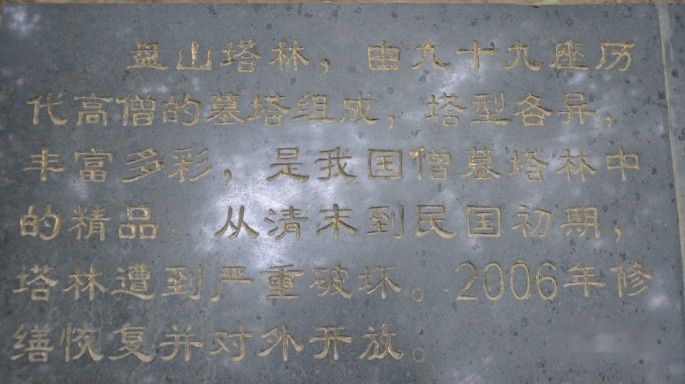 盘山塔林，由九十九座历
代高僧的墓塔组成，塔型各异，
丰富多彩，是我国僧墓塔林中
的精品。从清末到民国初期，
塔林遭到严重破坏。2006年修
缮恢复并对外开放。